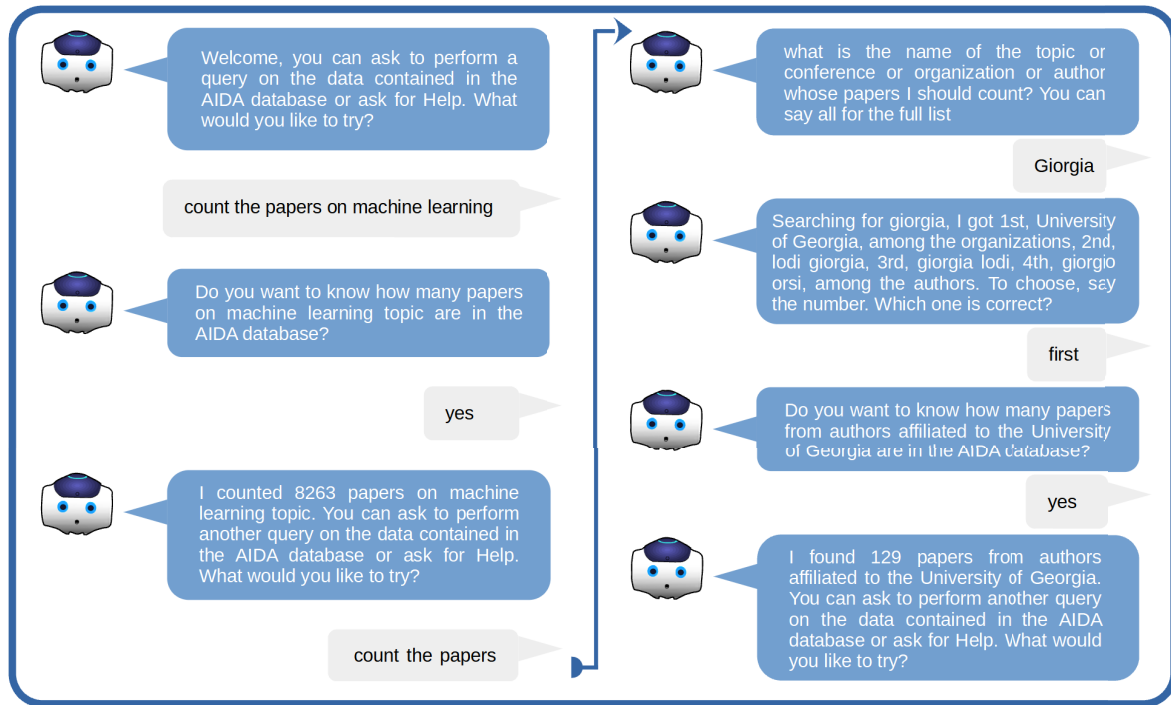 Welcome, you can ask to perform a
query on the data contained in the
AIDA database or ask for Help. What
would you like to try?
count the papers on machine learning
Do you want to know how many papers
on machine learning topic are in the
AIDA database?
yes
I counted 8263 papers on machine
learning topic. You can ask to perform
another query on the data contained in
the AIDA database or ask for Help.
What would you like to try?
count the papers
what is the name of the topic or
conference or organization or author
whose papers I should count? You can
say all for the full list
Giorgia
Searching for giorgia, I got 1st, University
of Georgia, among the organizations, 2nd,
lodi giorgia, 3rd, giorgia lodi, 4th, giorgio
orsi, among the authors. To choose, say
the number. Which one is correct?
first
Do you want to know how many papers
from authors affiliated to the University
of Georgia are in the AIDA database?
yes
I found 129 papers from authors
affiliated to the University of Georgia.
You can ask to perform another query
on the data contained in the AIDA
database or ask for Help. What would
you like to try?